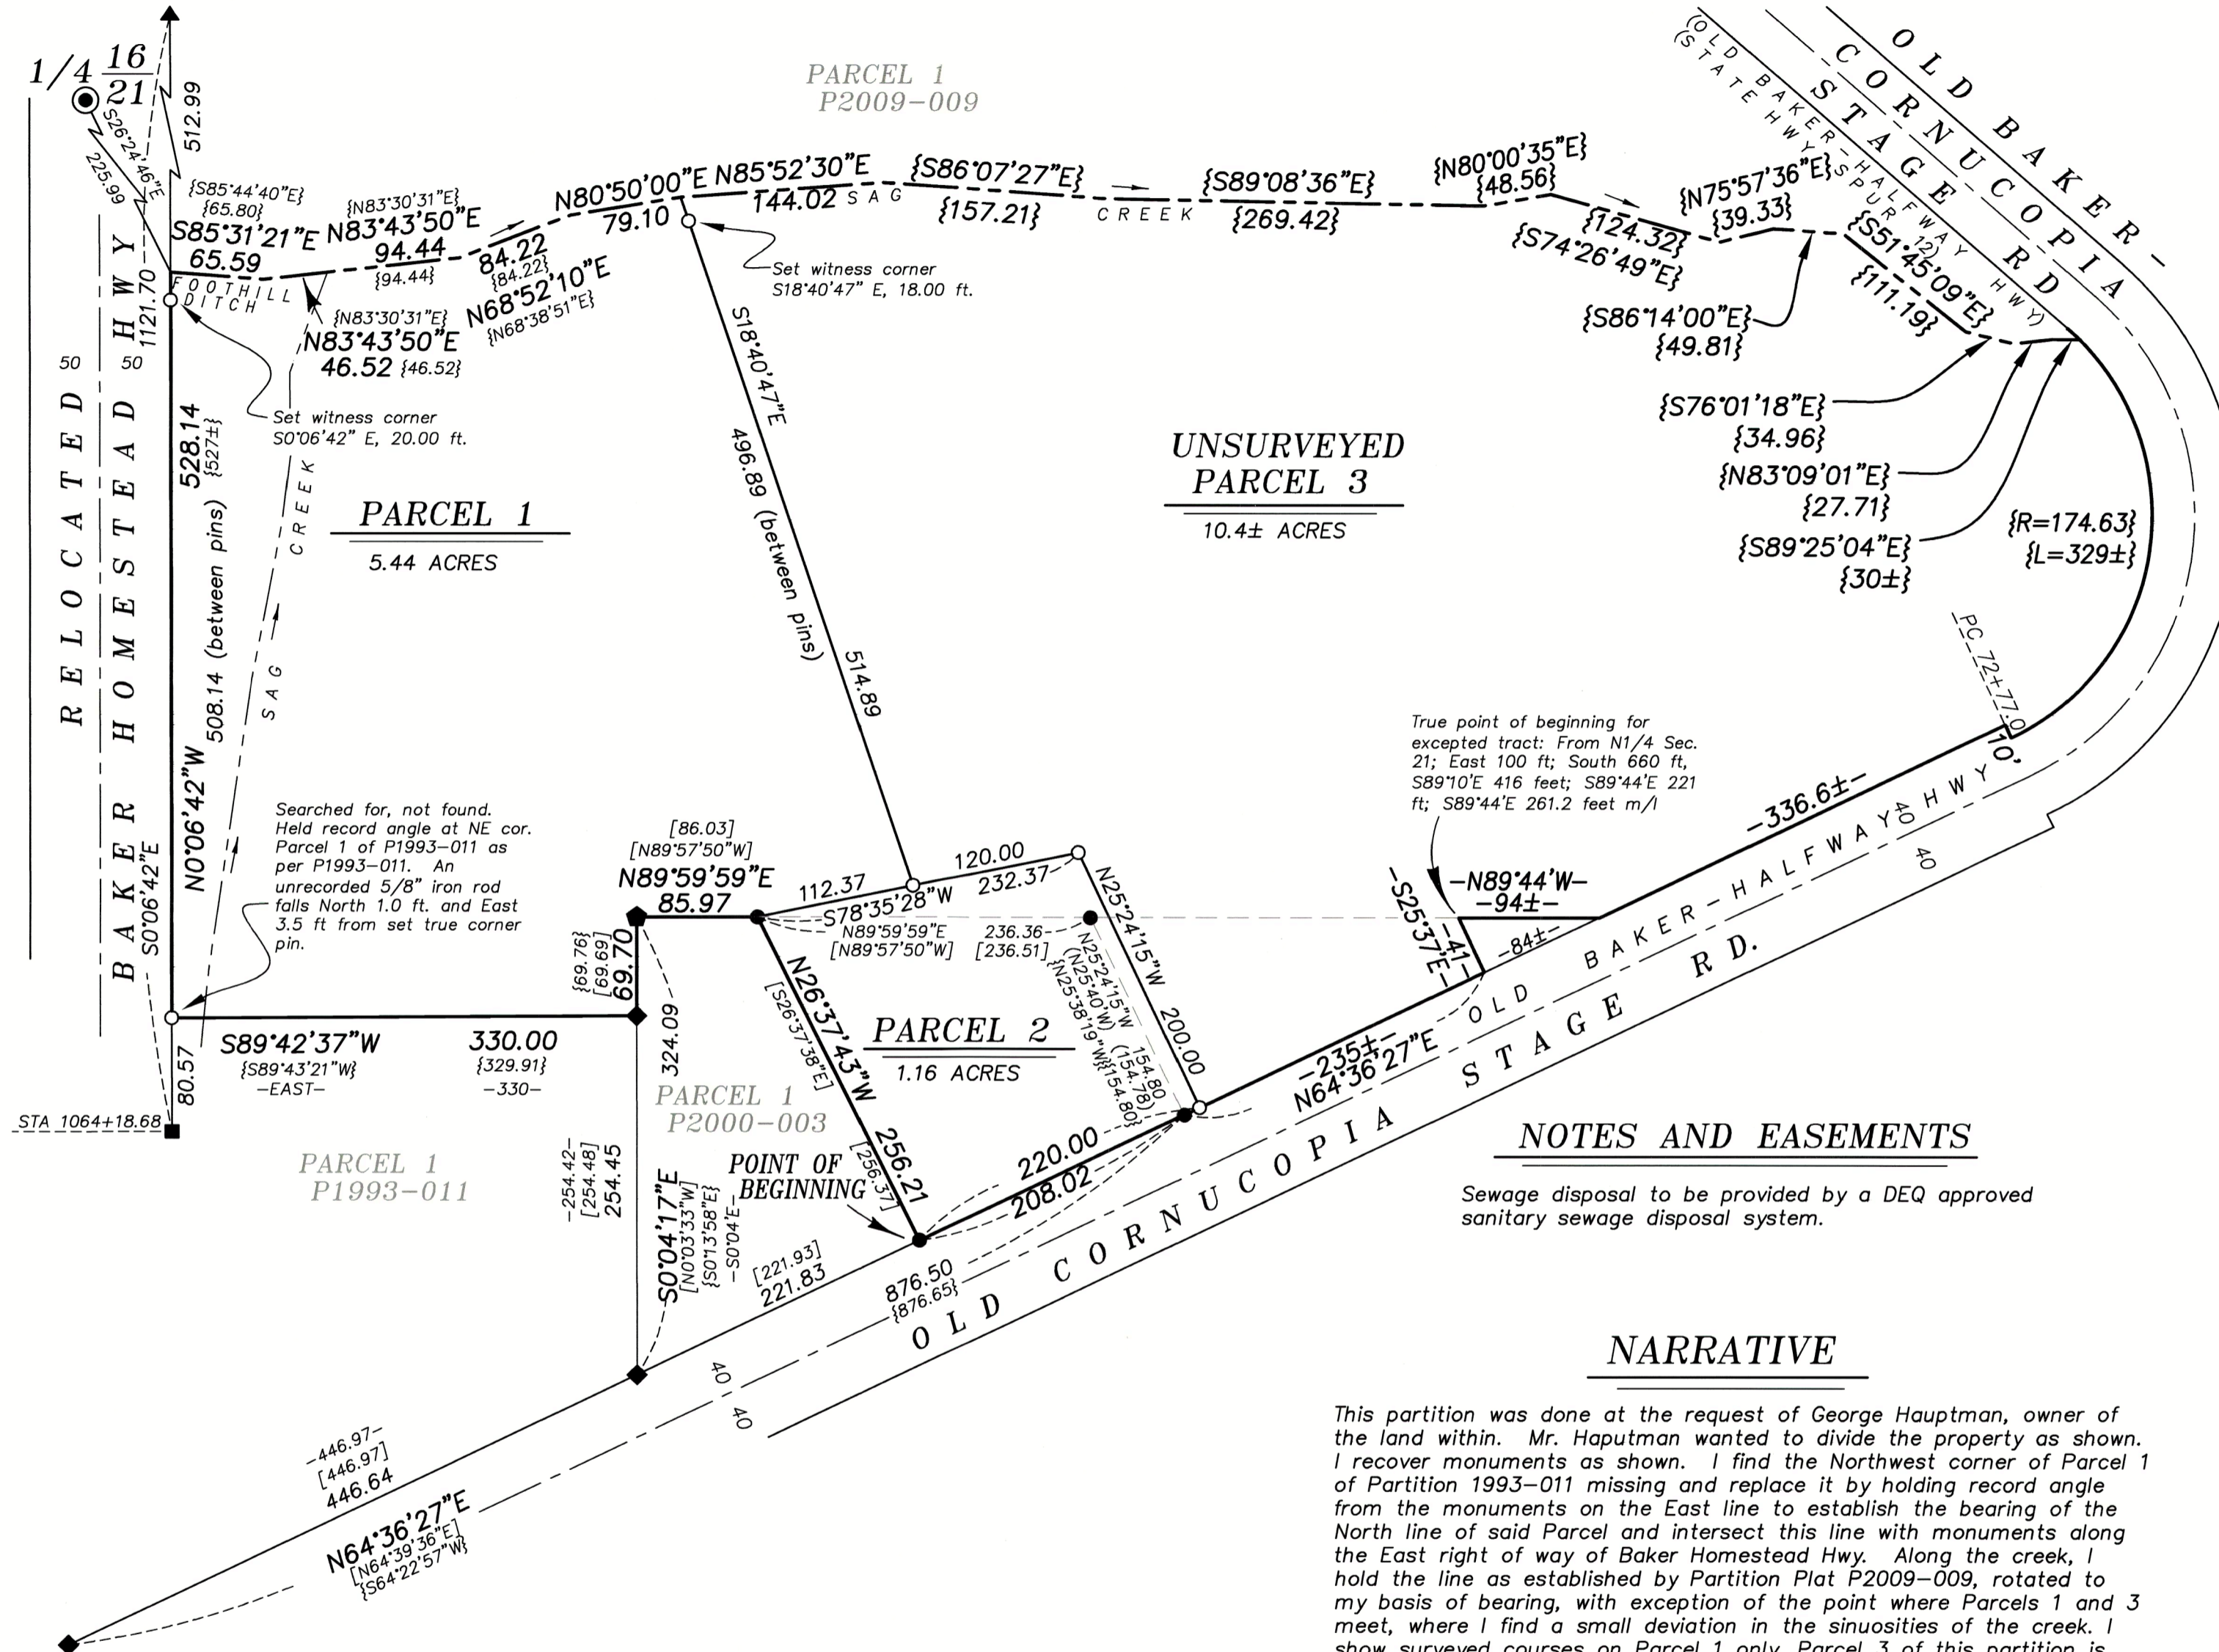 1/4 16
21
S26°24'46"E
225.99
512.99
PARCEL 1
P2009-009
{S85°44'40"E}
{65.80}
S85°31'21"E
65.59
{N83°30'31"E}
N83°43'50"E
94.44
{94.44}
84.22
{84.22}
N68°52'10"E
{N68°38'51"E}
N80°50'00"E
79.10
N85°52'30"E
144.02
SAG
CREEK
{S86°07'27"E}
{157.21}
{S89°08'36"E}
{269.42}
{N80°00'35"E}
{48.56}
{124.32}
{S74°26'49"E}
{N75°57'36"E}
{39.33}
{S86°14'00"E}
{49.81}
{S51°45'09"E}
{111.19}
{S76°01'18"E}
{34.96}
{N83°09'01"E}
{27.71}
{S89°25'04"E}
{30±}
{R=174.63}
{L=329±}
(OLD BAKER-HALFWAY HWY)
(STATE HWY SPUR 12)
OLD BAKER-
CORNUCOPIA
STAGE RD
FOOTHILL
DITCH
{N83°30'31"E}
N83°43'50"E
46.52 {46.52}
Set witness corner
S18°40'47" E, 18.00 ft.
Set witness corner
S0°06'42" E, 20.00 ft.
RELOCATED
BAKER HOMESTEAD HWY
50
50
1121.70
S0°06'42"E
528.14
{527±}
508.14 (between pins)
N0°06'42"W
SAG CREEK
PARCEL 1
5.44 ACRES
S18°40'47"E
496.89 (between pins)
514.89
UNSURVEYED
PARCEL 3
10.4± ACRES
PC 72+77.0
10'
True point of beginning for
excepted tract: From N1/4 Sec.
21; East 100 ft; South 660 ft,
S89°10'E 416 feet; S89°44'E 221
ft; S89°44'E 261.2 feet m/l
Searched for, not found.
Held record angle at NE cor.
Parcel 1 of P1993-011 as
per P1993-011. An
unrecorded 5/8" iron rod
falls North 1.0 ft. and East
3.5 ft from set true corner
pin.
[86.03]
[N89°57'50"W]
N89°59'59"E
85.97
112.37
120.00
232.37
S78°35'28"W
N89°59'59"E
[N89°57'50"W]
236.36
[236.51]
{69.76}
[69.69]
69.70
324.09
N25°24'15"W
200.00
N25°24'15"W
(N25°40'W)
{N25°38'19"W}
154.80
(154.78)
{154.80}
N26°37'43"W
[S26°37'38"E]
256.21
[256.37]
PARCEL 2
1.16 ACRES
-N89°44'W-
-94±-
-S25°37'E-
-41-
-84±-
-336.6±-
-235±-
N64°36'27"E
OLD BAKER-HALFWAY HWY
40
40
S89°42'37"W
{S89°43'21"W}
-EAST-
330.00
{329.91}
-330-
80.57
STA 1064+18.68
PARCEL 1
P1993-011
PARCEL 1
P2000-003
-254.42-
[254.48]
254.45
S0°04'17"E
[N0°03'33"W]
{S0°13'58"E}
-S0°04'E-
POINT OF
BEGINNING
220.00
208.02
[221.93]
221.83
876.50
{876.65}
OLD CORNUCOPIA STAGE RD.
40
40
-446.97-
[446.97]
446.64
N64°36'27"E
[N64°39'36"E]
{S64°22'57"W}
NOTES AND EASEMENTS
Sewage disposal to be provided by a DEQ approved
sanitary sewage disposal system.
NARRATIVE
This partition was done at the request of George Hauptman, owner of
the land within. Mr. Haputman wanted to divide the property as shown.
I recover monuments as shown. I find the Northwest corner of Parcel 1
of Partition 1993-011 missing and replace it by holding record angle
from the monuments on the East line to establish the bearing of the
North line of said Parcel and intersect this line with monuments along
the East right of way of Baker Homestead Hwy. Along the creek, I
hold the line as established by Partition Plat P2009-009, rotated to
my basis of bearing, with exception of the point where Parcels 1 and 3
meet, where I find a small deviation in the sinuosities of the creek. I
show surveyed courses on Parcel 1 only. Parcel 3 of this partition is